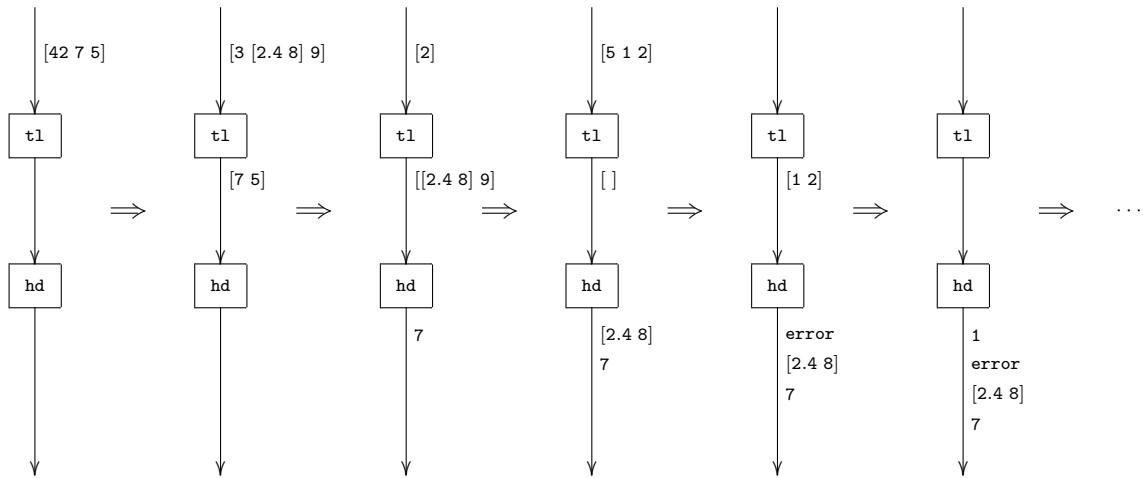 [42 7 5] [3 [2.4 8] 9] [2] [5 1 2]
tl tl tl tl tl tl
[7 5] [[2.4 8] 9] [ ] [1 2]
⇒ ⇒ ⇒ ⇒ ⇒ ⇒ ···
hd hd hd hd hd hd
7 [2.4 8] error 1
7 [2.4 8] error
7 [2.4 8]
7